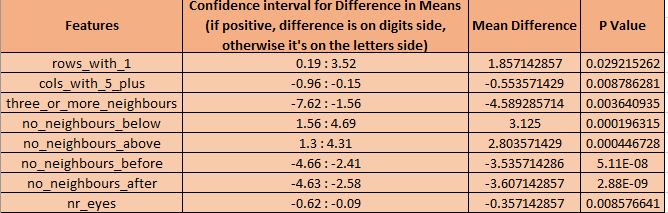 Features Confidence interval for Difference in Means (if positive, difference is on digits side, otherwise it's on the letters side) Mean Difference P Value
rows_with_1 0.19 : 3.52 1.857142857 0.029215262
cols_with_5_plus -0.96 : -0.15 -0.553571429 0.008786281
three_or_more_neighbours -7.62 : -1.56 -4.589285714 0.003640935
no_neighbours_below 1.56 : 4.69 3.125 0.000196315
no_neighbours_above 1.3 : 4.31 2.803571429 0.000446728
no_neighbours_before -4.66 : -2.41 -3.535714286 5.11E-08
no_neighbours_after -4.63 : -2.58 -3.607142857 2.88E-09
nr_eyes -0.62 : -0.09 -0.357142857 0.008576641